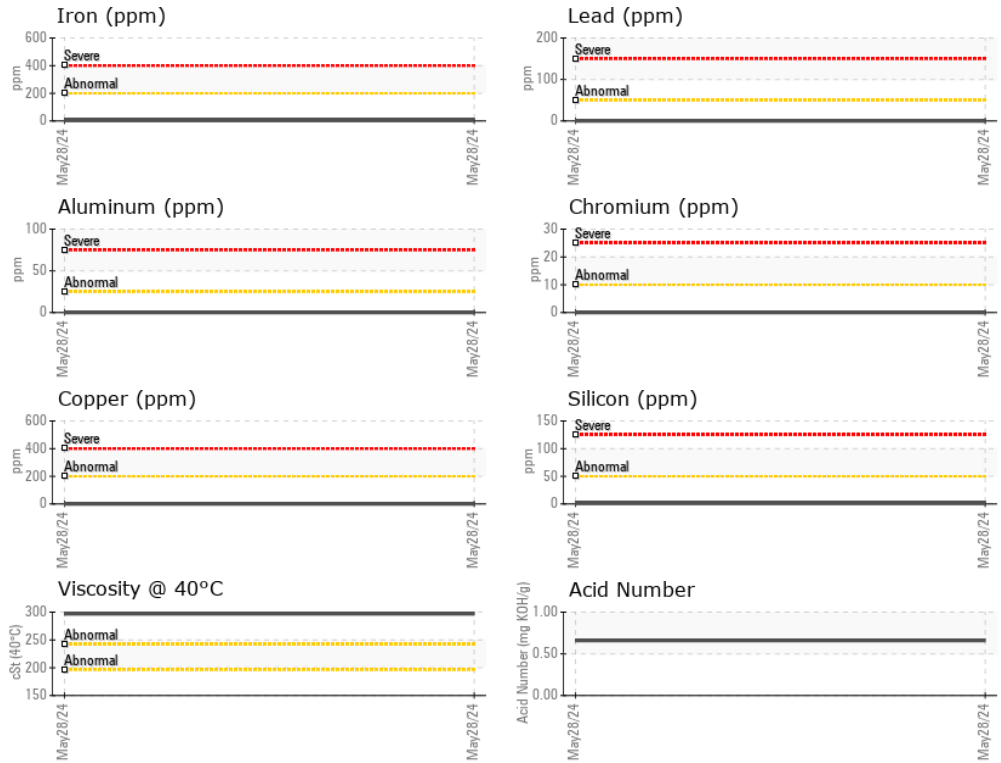 Iron (ppm)
600
400
200
0
ppm
Severe
Abnormal
May28/24
May28/24
Lead (ppm)
200
100
0
ppm
Severe
Abnormal
May28/24
May28/24
Aluminum (ppm)
100
50
0
ppm
Severe
Abnormal
May28/24
May28/24
Chromium (ppm)
30
20
10
0
ppm
Severe
Abnormal
May28/24
May28/24
Copper (ppm)
600
400
200
0
ppm
Severe
Abnormal
May28/24
May28/24
Silicon (ppm)
150
100
50
0
ppm
Severe
Abnormal
May28/24
May28/24
Viscosity @ 40°C
300
250
200
150
cSt (40°C)
Abnormal
Abnormal
May28/24
May28/24
Acid Number
1.00
0.50
0.00
Acid Number (mg KOH/g)
May28/24
May28/24